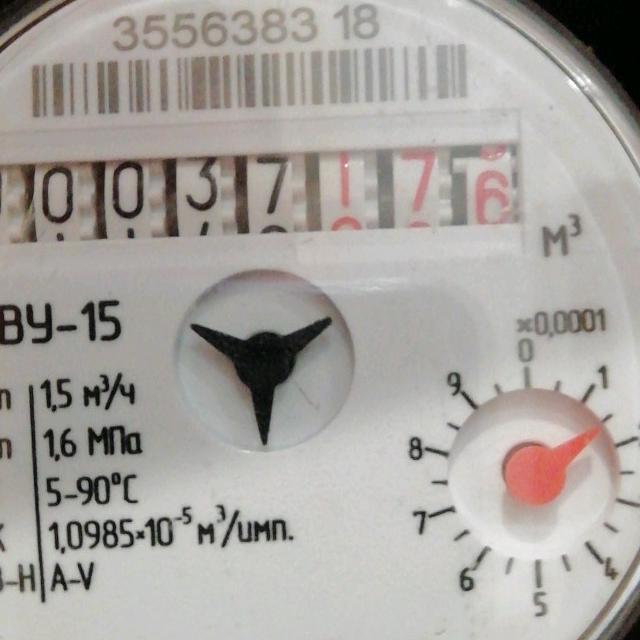 3556383 18
0 0 3 7 1 7 6
м³
ВУ-15
×0,0001
0
1
4
5
6
7
8
9
1,5 м³/ч
1,6 МПа
5-90°С
1,0985×10⁻⁵ м³/имп.
-Н A-V